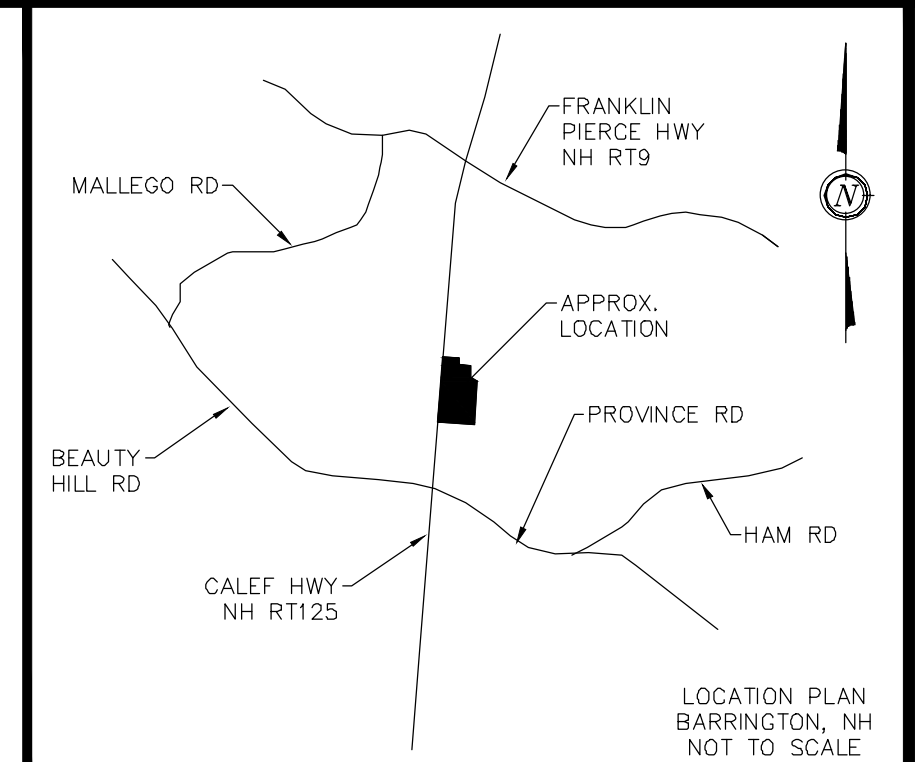 FRANKLIN
PIERCE HWY
NH RT9
MALLEGO RD
N
APPROX.
LOCATION
PROVINCE RD
BEAUTY
HILL RD
HAM RD
CALEF HWY
NH RT125
LOCATION PLAN
BARRINGTON, NH
NOT TO SCALE